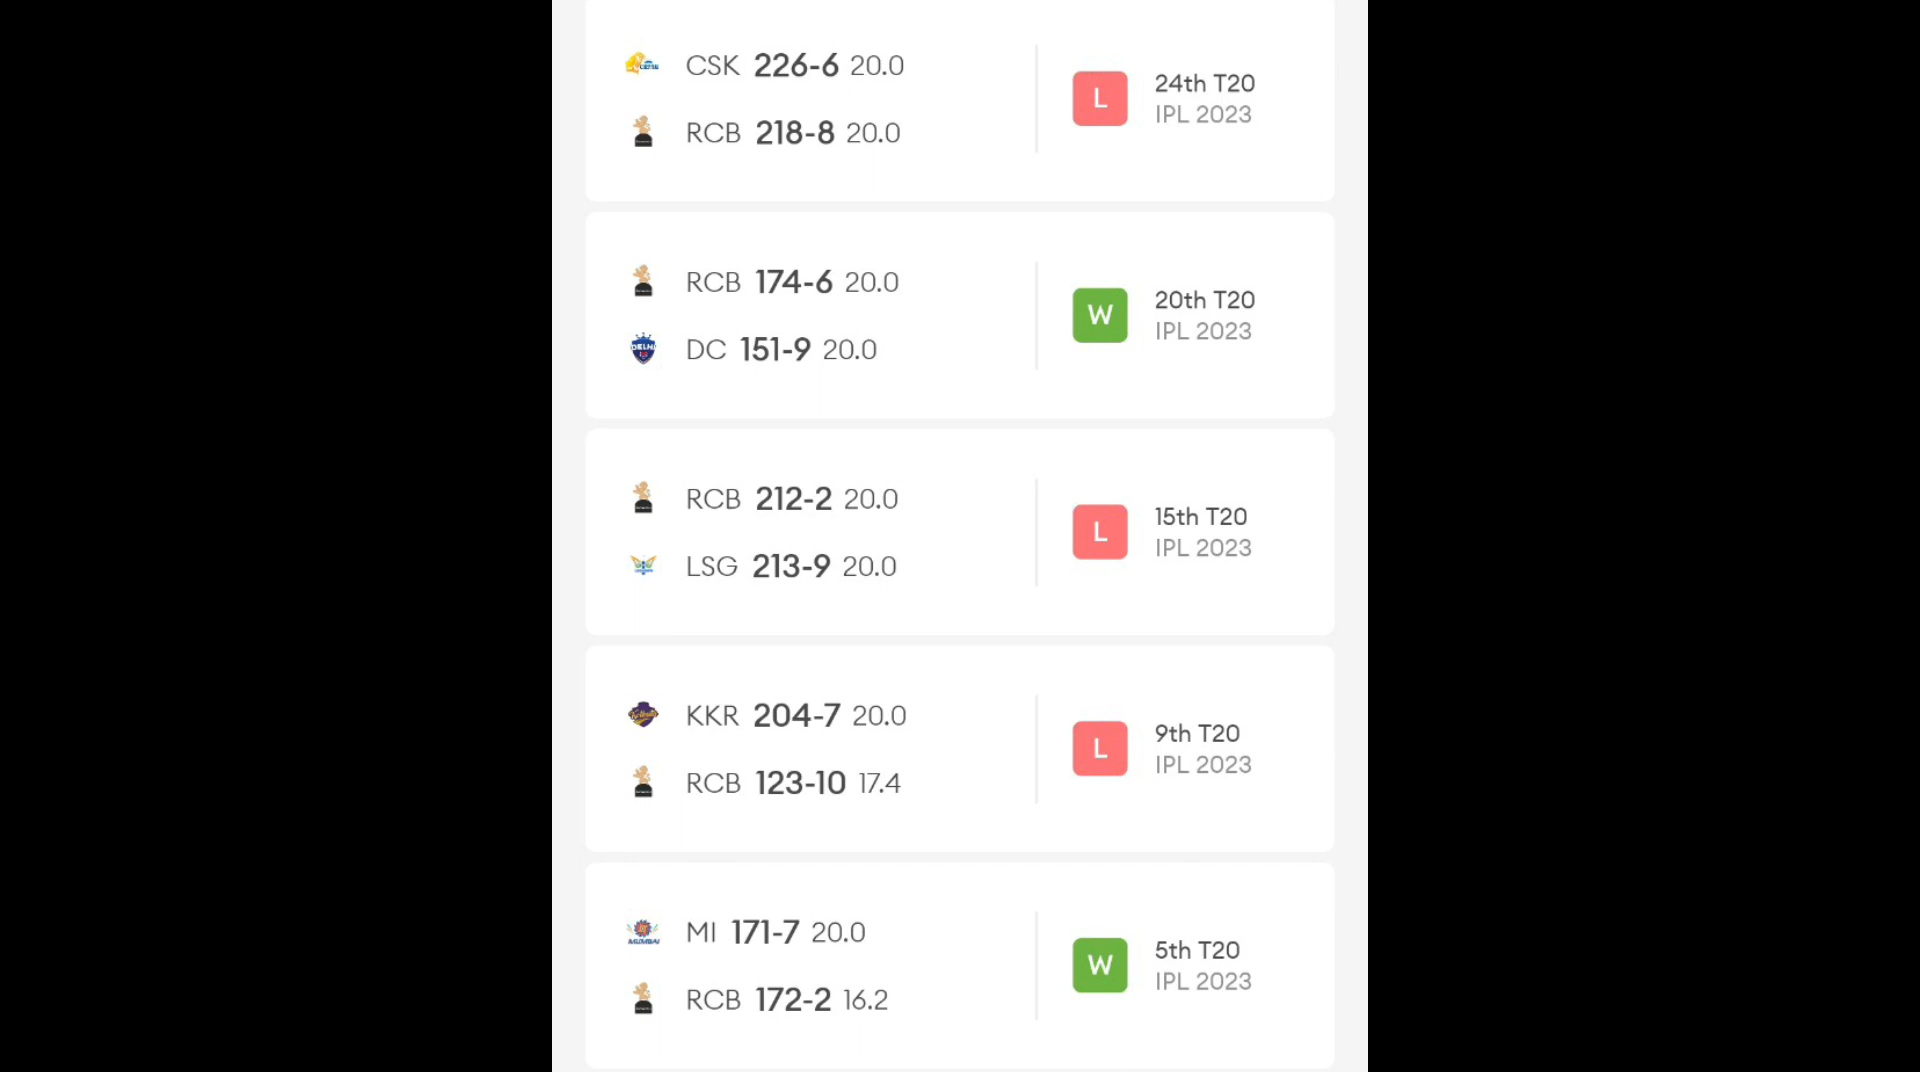 CSK 226-6 20.0
RCB 218-8 20.0
L
24th T20
IPL 2023
RCB 174-6 20.0
DC 151-9 20.0
W
20th T20
IPL 2023
RCB 212-2 20.0
LSG 213-9 20.0
L
15th T20
IPL 2023
KKR 204-7 20.0
RCB 123-10 17.4
L
9th T20
IPL 2023
MI 171-7 20.0
RCB 172-2 16.2
W
5th T20
IPL 2023